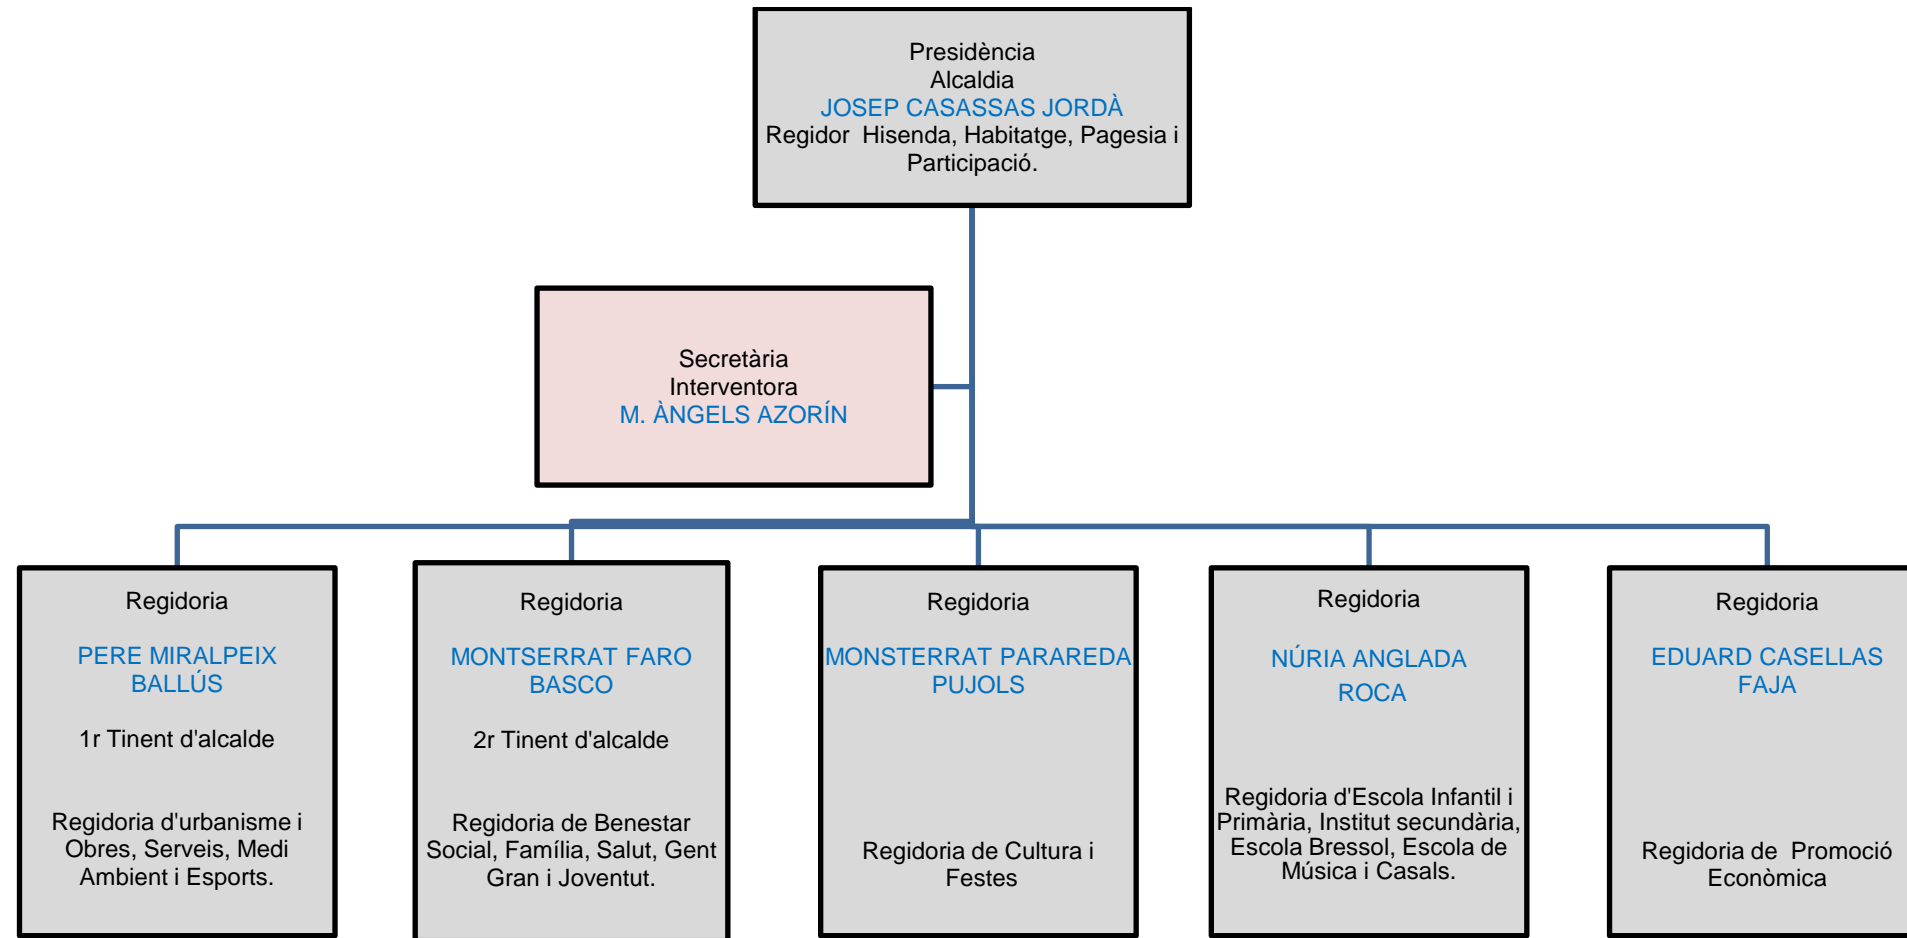 Presidència
Alcaldia
JOSEP CASASSAS JORDÀ
Regidor  Hisenda, Habitatge, Pagesia i
Participació.
Secretària
Interventora
M. ÀNGELS AZORÍN
Regidoria
PERE MIRALPEIX
BALLÚS
1r Tinent d'alcalde
Regidoria d'urbanisme i
Obres, Serveis, Medi
Ambient i Esports.
Regidoria
MONTSERRAT FARO
BASCO
2r Tinent d'alcalde
Regidoria de Benestar
Social, Família, Salut, Gent
Gran i Joventut.
Regidoria
MONSTERRAT PARAREDA
PUJOLS
Regidoria de Cultura i
Festes
Regidoria
NÚRIA ANGLADA
ROCA
Regidoria d'Escola Infantil i
Primària, Institut secundària,
Escola Bressol, Escola de
Música i Casals.
Regidoria
EDUARD CASELLAS
FAJA
Regidoria de  Promoció
Econòmica